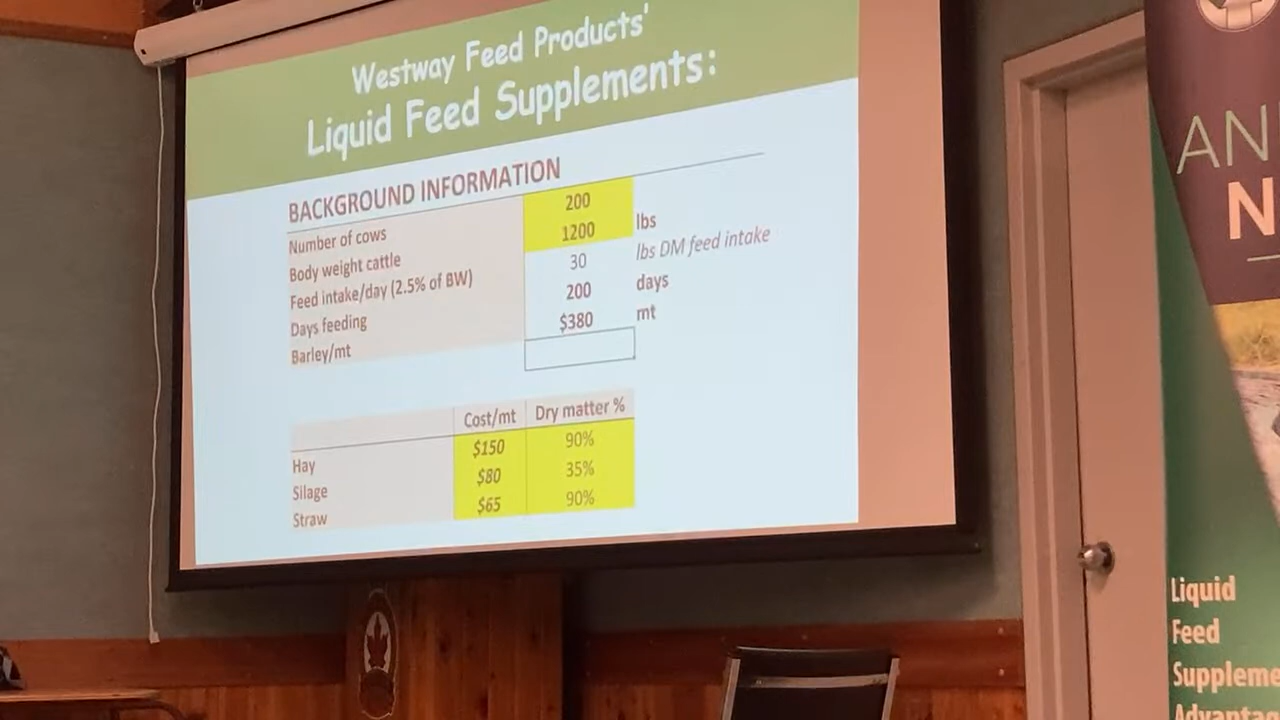 Westway Feed Products'
Liquid Feed Supplements:
BACKGROUND INFORMATION
Number of cows 200
Body weight cattle 1200 lbs
Feed intake/day (2.5% of BW) 30 lbs DM feed intake
Days feeding 200 days
Barley/mt $380 mt
Cost/mt Dry matter %
Hay $150 90%
Silage $80 35%
Straw $65 90%
AN
N
Liquid
Feed
Suppleme
Advantag